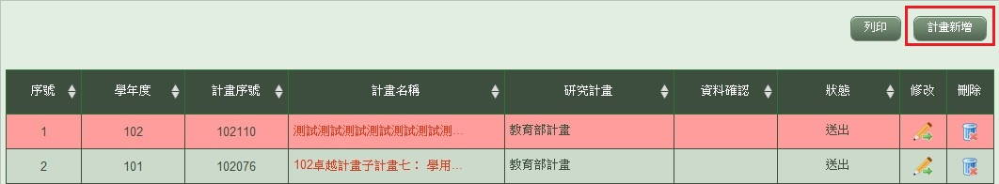 列印 計畫新增
序號 學年度 計畫序號 計畫名稱 研究計畫 資料確認 狀態 修改 刪除
1 102 102110 測試測試測試測試測試測試測... 教育部計畫 送出
2 101 102076 102卓越計畫子計畫七： 學用... 教育部計畫 送出